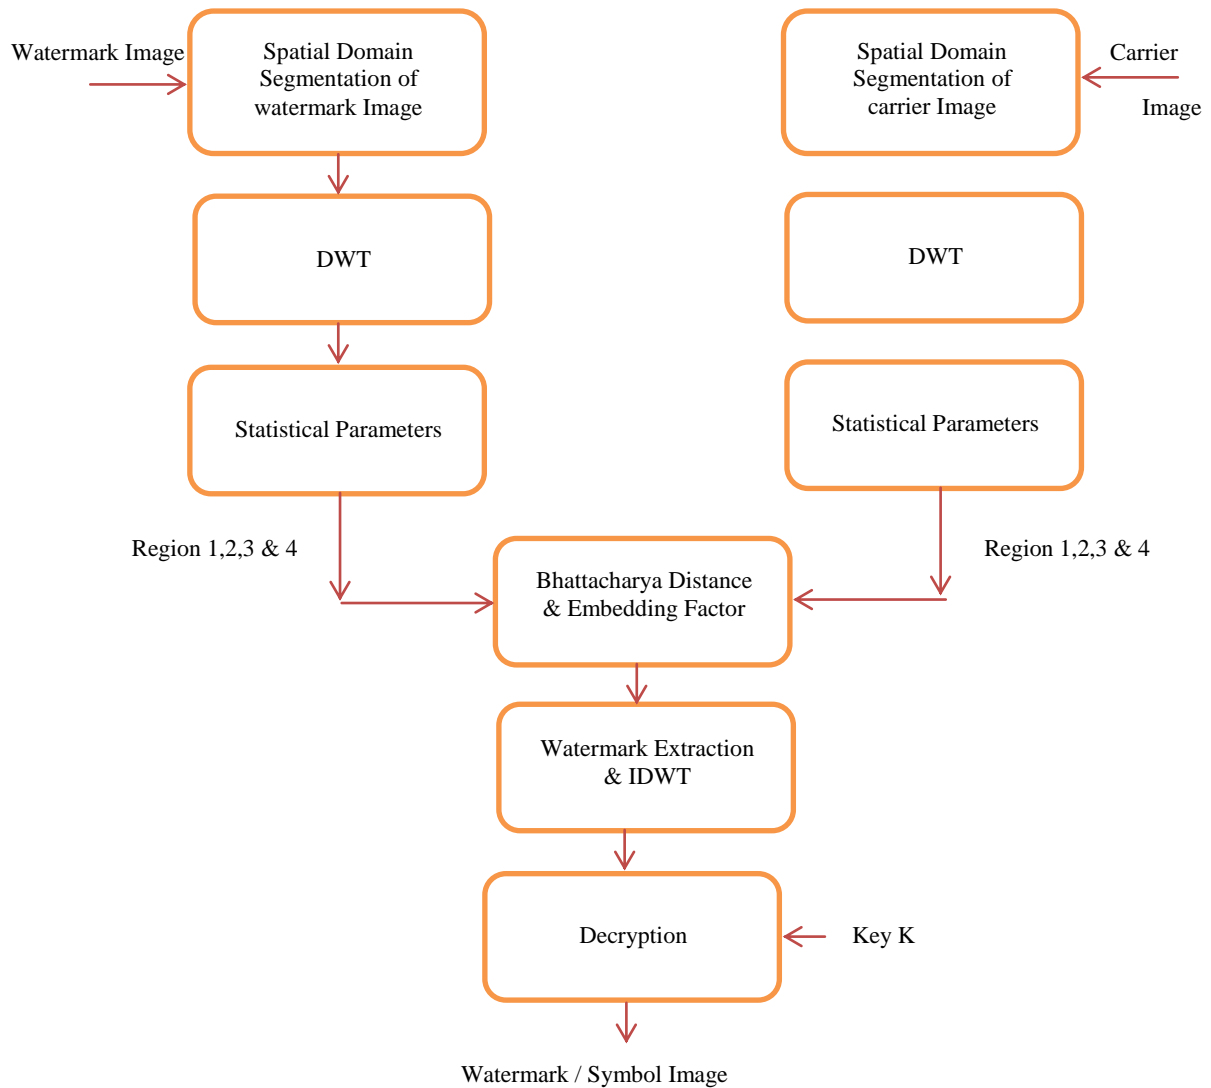 Watermark Image
Spatial Domain
Segmentation of
watermark Image
Spatial Domain
Segmentation of
carrier Image
Carrier
Image
DWT
DWT
Statistical Parameters
Statistical Parameters
Region 1,2,3 & 4
Region 1,2,3 & 4
Bhattacharya Distance
& Embedding Factor
Watermark Extraction
& IDWT
Decryption
Key K
Watermark / Symbol Image